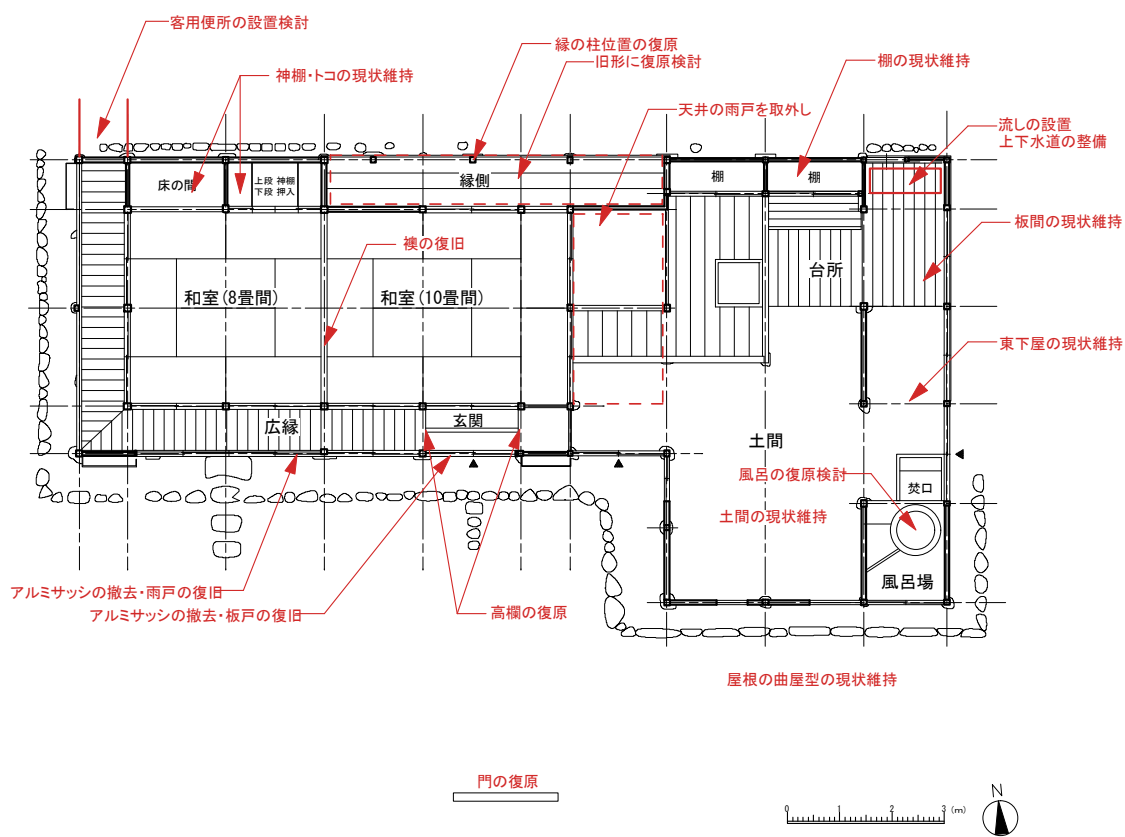 客用便所の設置検討
神棚・トコの現状維持
縁の柱位置の復原
旧形に復原検討
棚の現状維持
天井の雨戸を取外し
流しの設置
上下水道の整備
床の間
上段 神棚
下段 押入
縁側
棚
棚
板間の現状維持
襖の復旧
台所
和室(8畳間)
和室(10畳間)
東下屋の現状維持
玄関
広縁
土間
風呂の復原検討
焚口
土間の現状維持
風呂場
アルミサッシの撤去・雨戸の復旧
アルミサッシの撤去・板戸の復旧
高欄の復原
屋根の曲屋型の現状維持
門の復原
N
0 1 2 3 (m)